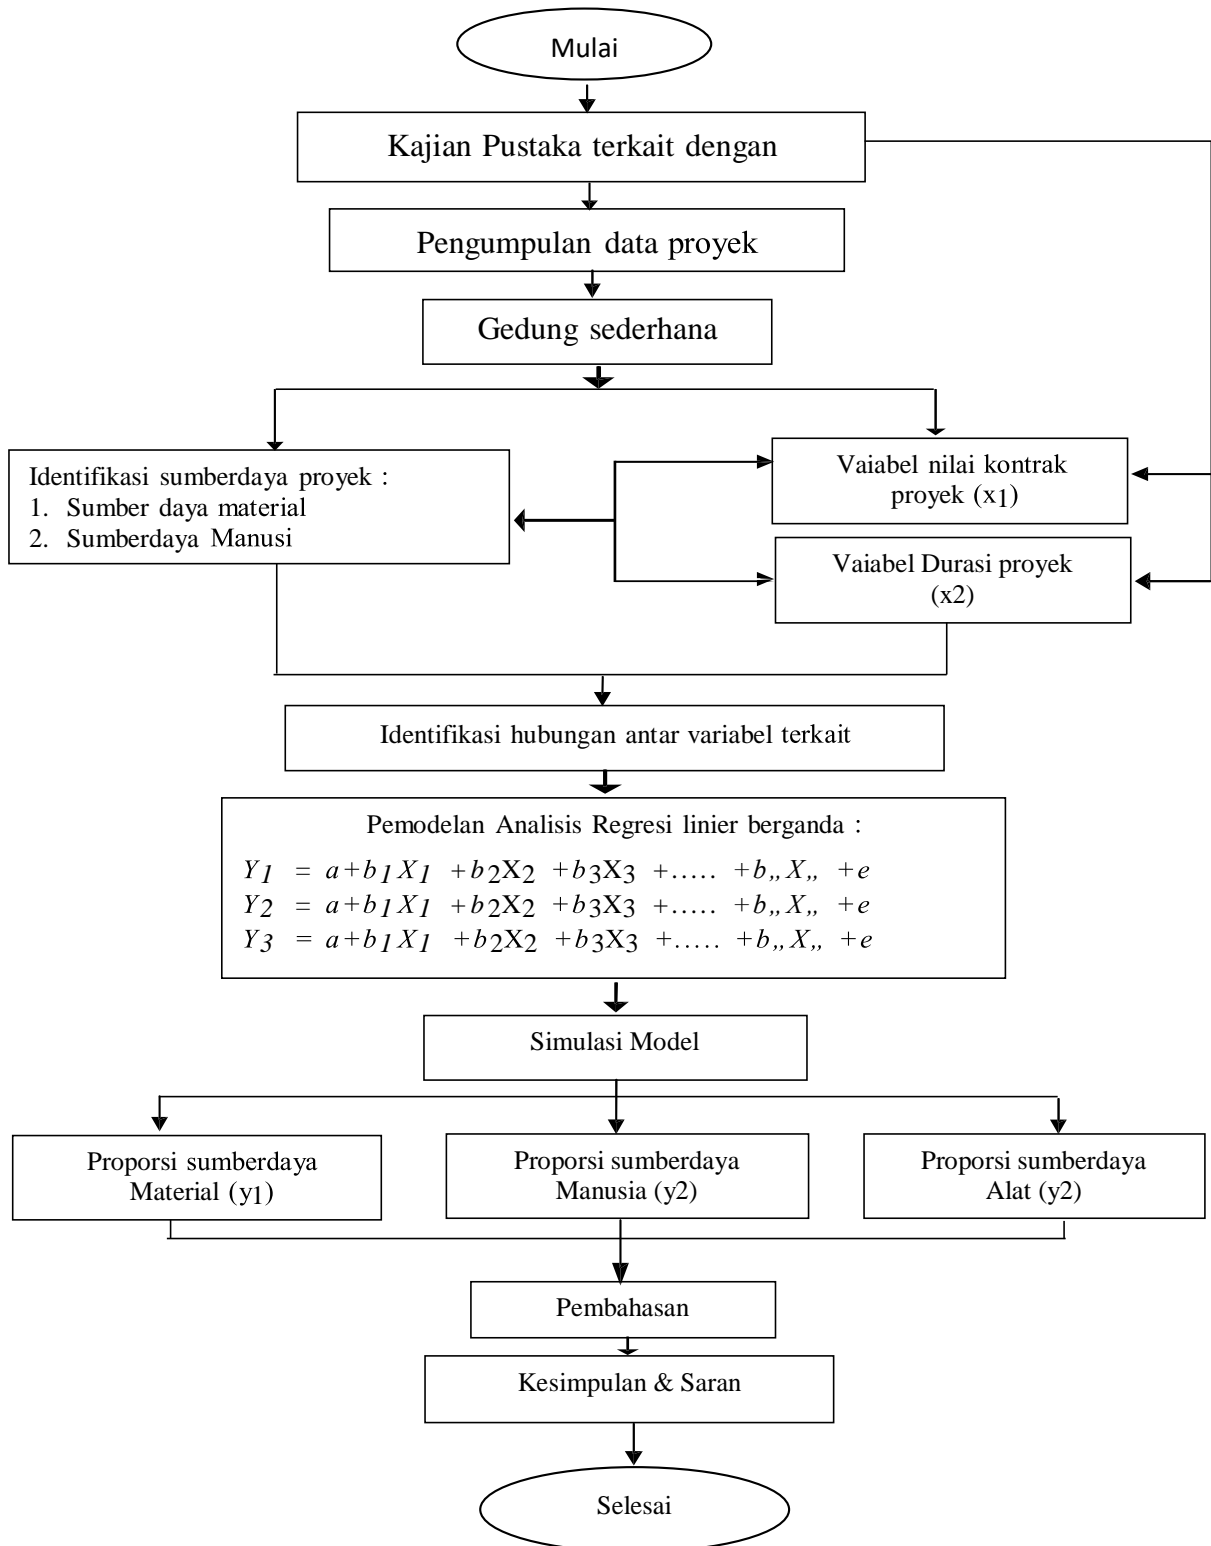 Mulai
Kajian Pustaka terkait dengan
Pengumpulan data proyek
Gedung sederhana
Identifikasi sumberdaya proyek :
1. Sumber daya material
2. Sumberdaya Manusi
Vaiabel nilai kontrak
proyek (x1)
Vaiabel Durasi proyek
(x2)
Identifikasi hubungan antar variabel terkait
Pemodelan Analisis Regresi linier berganda :
Y1 = a+b1X1 +b2X2 +b3X3 +..... +b,,X,, +e
Y2 = a+b1X1 +b2X2 +b3X3 +..... +b,,X,, +e
Y3 = a+b1X1 +b2X2 +b3X3 +..... +b,,X,, +e
Simulasi Model
Proporsi sumberdaya
Material (y1)
Proporsi sumberdaya
Manusia (y2)
Proporsi sumberdaya
Alat (y2)
Pembahasan
Kesimpulan & Saran
Selesai